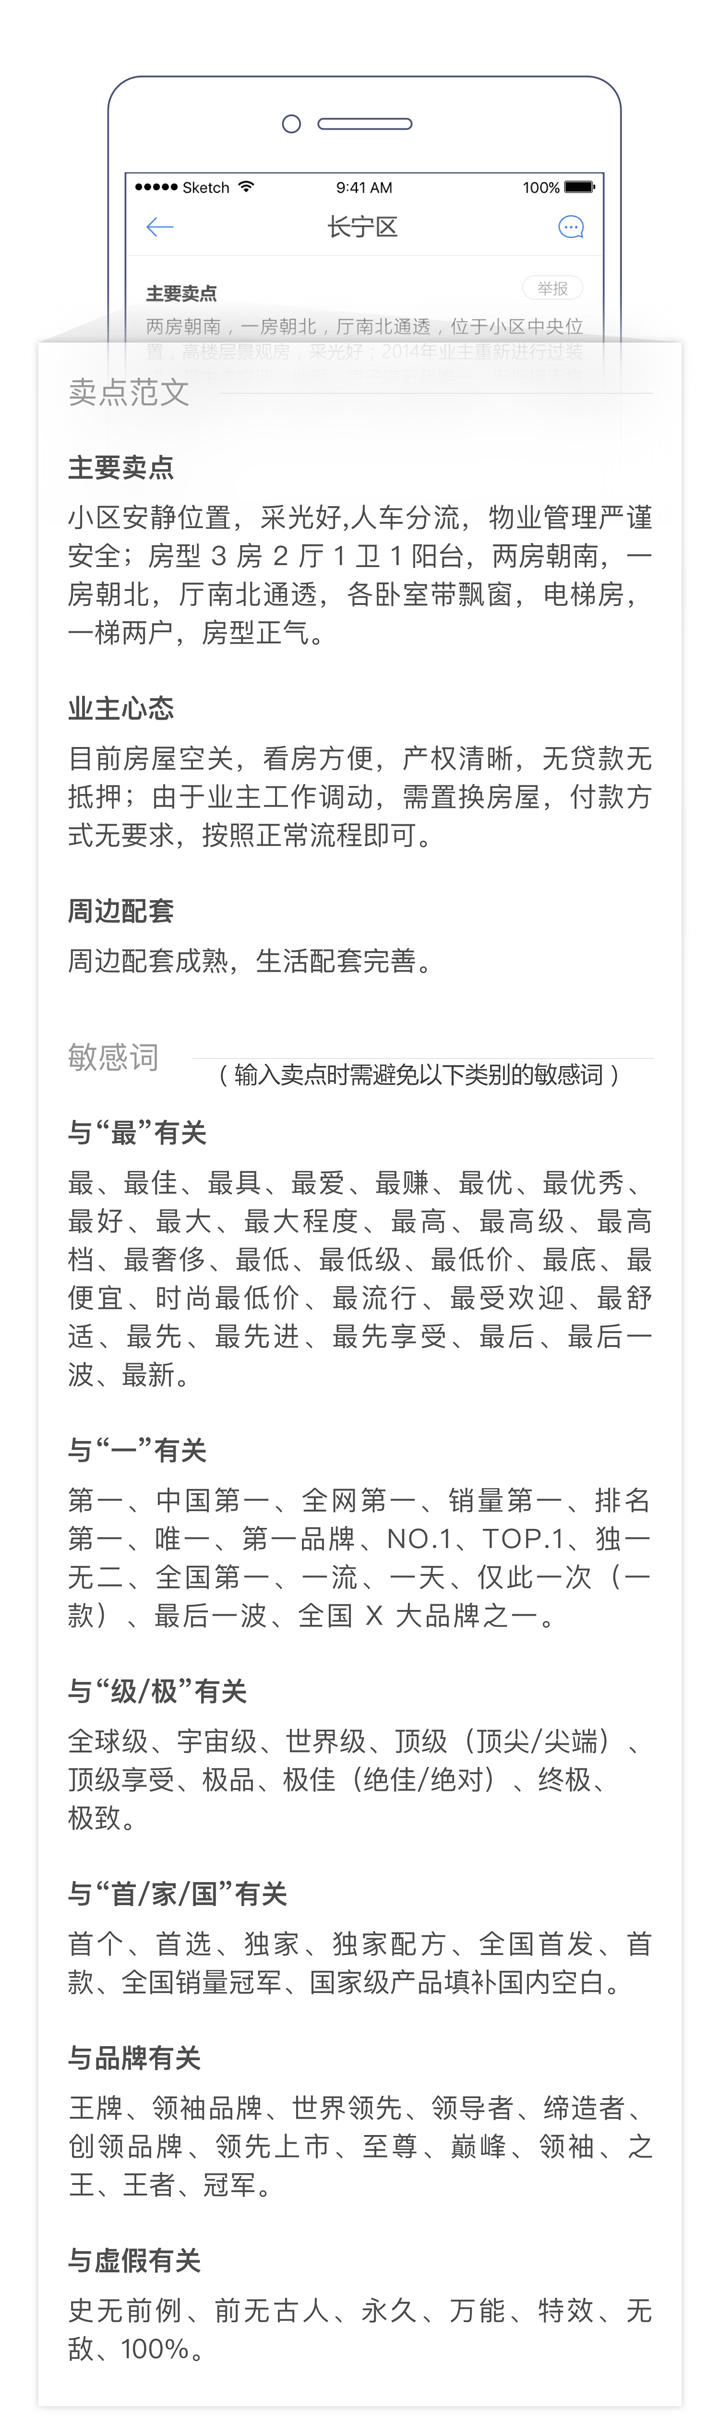 Sketch 9:41 AM 100%
长宁区
主要卖点 举报
两房朝南，一房朝北，厅南北通透，位于小区中央位
置，高楼层景观房，采光好；2014年业主重新进行过装
卖点范文
主要卖点
小区安静位置，采光好,人车分流，物业管理严谨
安全；房型 3 房 2 厅 1 卫 1 阳台，两房朝南，一
房朝北，厅南北通透，各卧室带飘窗，电梯房，
一梯两户，房型正气。
业主心态
目前房屋空关，看房方便，产权清晰，无贷款无
抵押；由于业主工作调动，需置换房屋，付款方
式无要求，按照正常流程即可。
周边配套
周边配套成熟，生活配套完善。
敏感词
（输入卖点时需避免以下类别的敏感词）
与“最”有关
最、最佳、最具、最爱、最赚、最优、最优秀、
最好、最大、最大程度、最高、最高级、最高
档、最奢侈、最低、最低级、最低价、最底、最
便宜、时尚最低价、最流行、最受欢迎、最舒
适、最先、最先进、最先享受、最后、最后一
波、最新。
与“一”有关
第一、中国第一、全网第一、销量第一、排名
第一、唯一、第一品牌、NO.1、TOP.1、独一
无二、全国第一、一流、一天、仅此一次（一
款）、最后一波、全国 X 大品牌之一。
与“级/极”有关
全球级、宇宙级、世界级、顶级（顶尖/尖端）、
顶级享受、极品、极佳（绝佳/绝对）、终极、
极致。
与“首/家/国”有关
首个、首选、独家、独家配方、全国首发、首
款、全国销量冠军、国家级产品填补国内空白。
与品牌有关
王牌、领袖品牌、世界领先、领导者、缔造者、
创领品牌、领先上市、至尊、巅峰、领袖、之
王、王者、冠军。
与虚假有关
史无前例、前无古人、永久、万能、特效、无
敌、100%。